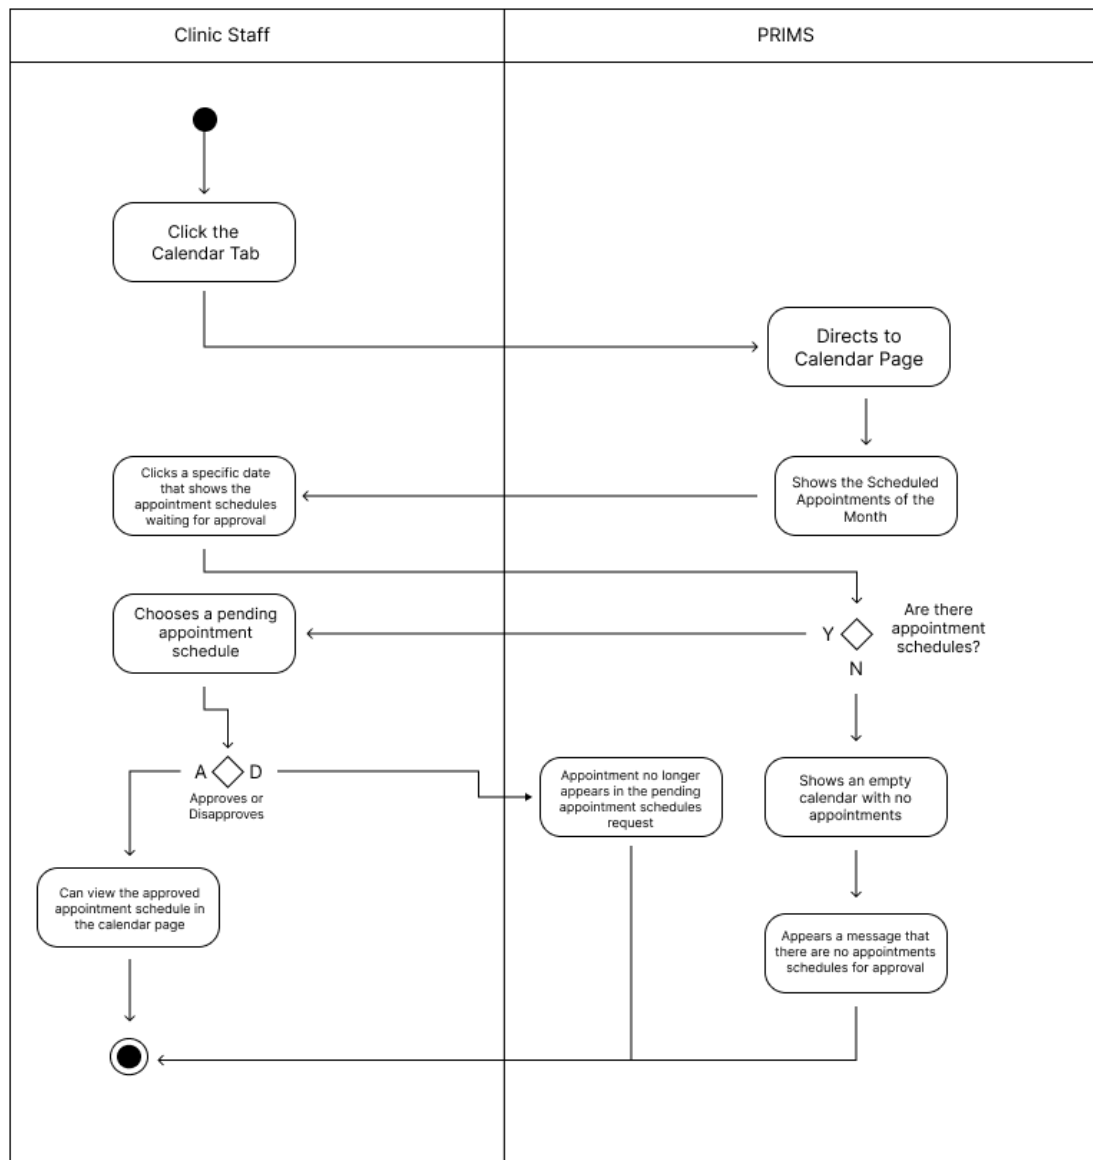 Clinic Staff
PRIMS
Click the
Calendar Tab
Directs to
Calendar Page
Clicks a specific date
that shows the
appointment schedules
waiting for approval
Shows the Scheduled
Appointments of the
Month
Chooses a pending
appointment
schedule
Y
N
Are there
appointment
schedules?
A
D
Approves or
Disapproves
Appointment no longer
appears in the pending
appointment schedules
request
Shows an empty
calendar with no
appointments
Can view the approved
appointment schedule in
the calendar page
Appears a message that
there are no appointments
schedules for approval